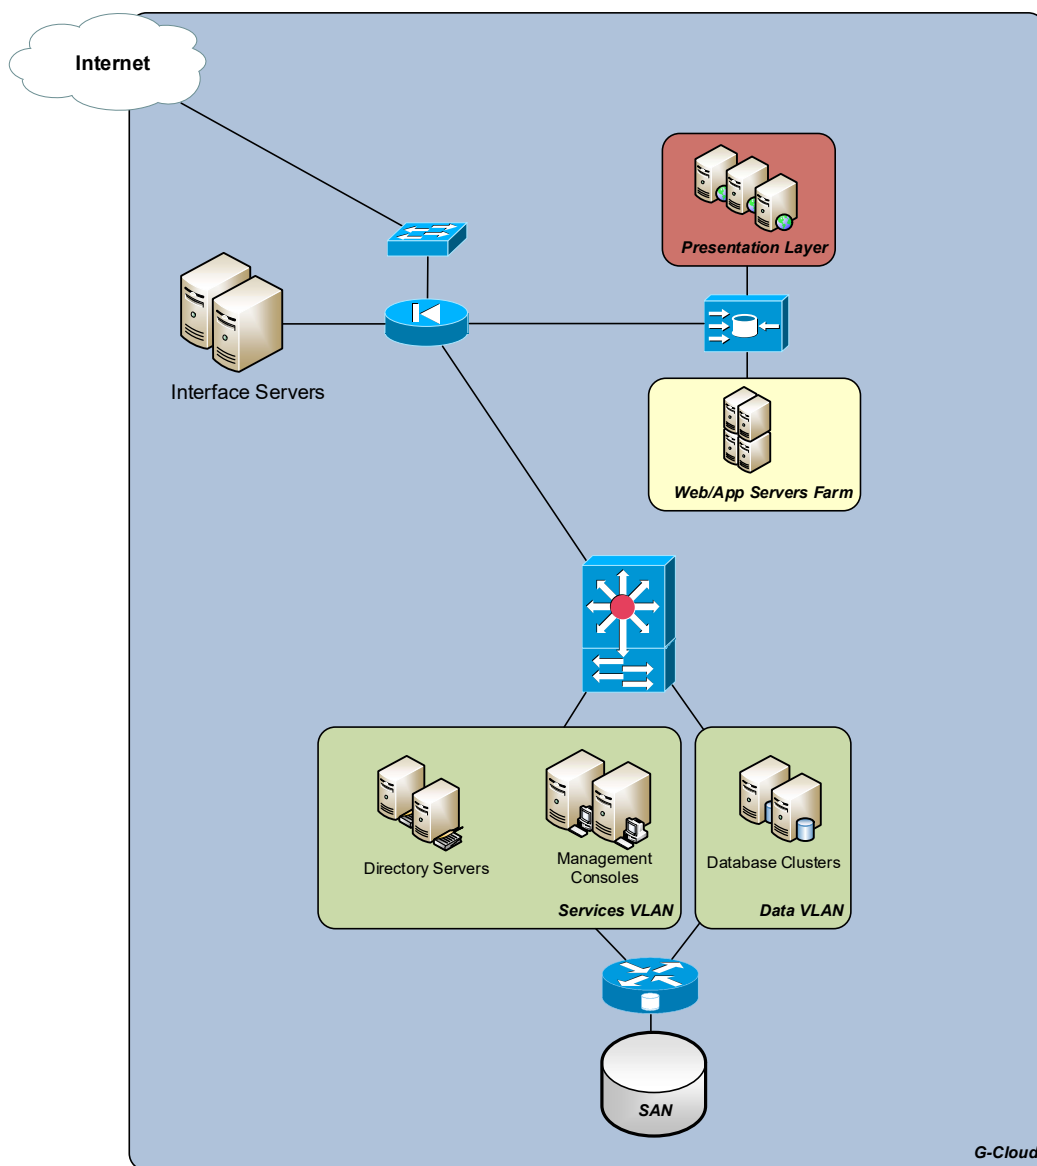 Internet
Presentation Layer
Interface Servers
Web/App Servers Farm
Directory Servers
Management
Consoles
Database Clusters
Services VLAN
Data VLAN
SAN
G-Cloud